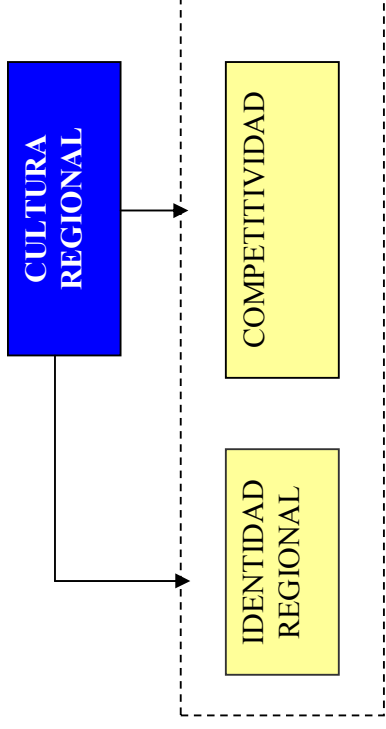 CULTURA
REGIONAL
IDENTIDAD
REGIONAL
COMPETITIVIDAD